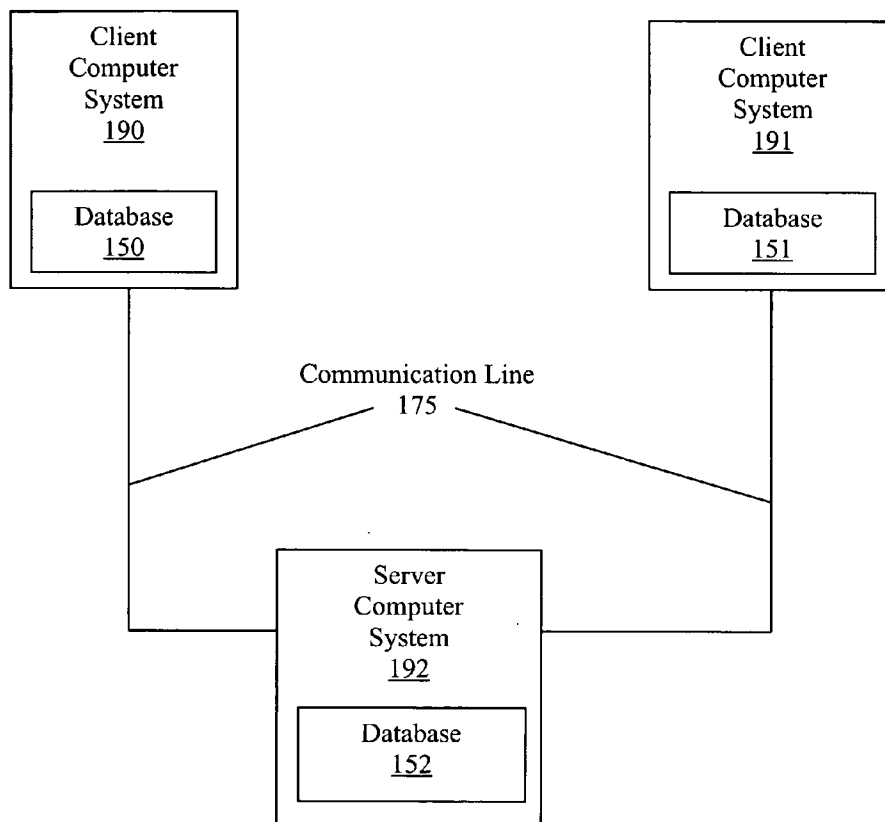 Client
Computer
System
190
Database
150
Client
Computer
System
191
Database
151
Communication Line
175
Server
Computer
System
192
Database
152